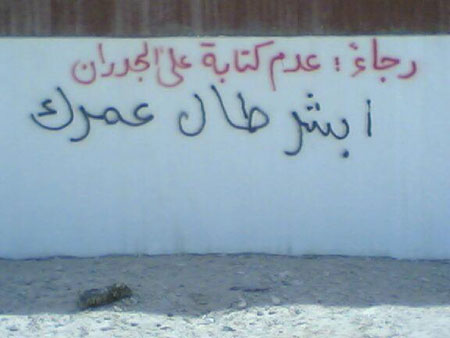 رجاءً : عدم كتابة على الجدران
ابشر طال عمرك